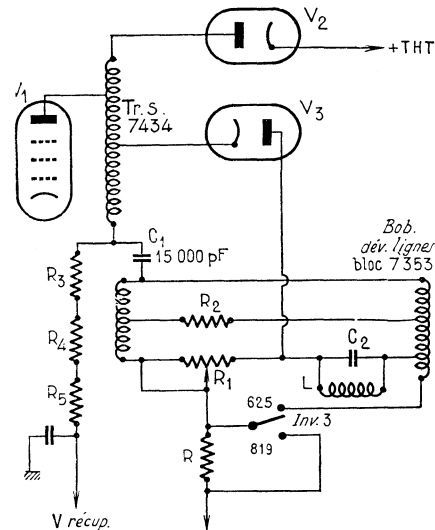 V2
+THT
V1
Tr. s.
7434
V3
C1
15 000 pF
Bob.
dév. lignes
bloc 7353
R3
R2
R4
C2
R1
L
R5
625
Inv. 3
R
819
V récup.